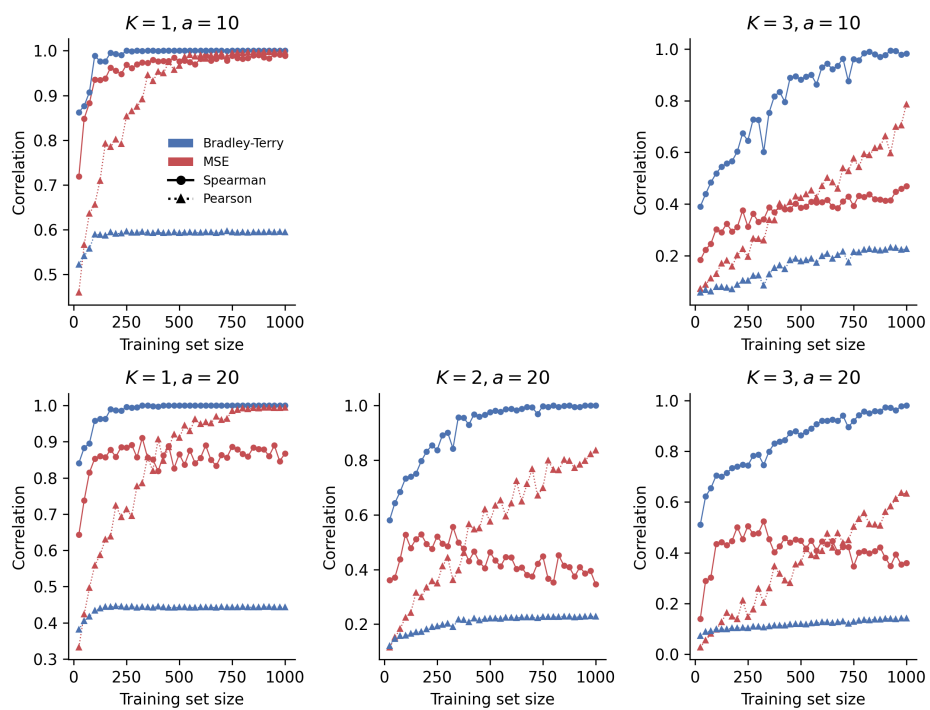 K = 1, a = 10
Correlation
1.0
0.9
0.8
0.7
0.6
0.5
0 250 500 750 1000
Training set size
Bradley-Terry
MSE
Spearman
Pearson
K = 3, a = 10
Correlation
1.0
0.8
0.6
0.4
0.2
0 250 500 750 1000
Training set size
K = 1, a = 20
Correlation
1.0
0.9
0.8
0.7
0.6
0.5
0.4
0.3
0 250 500 750 1000
Training set size
K = 2, a = 20
Correlation
1.0
0.8
0.6
0.4
0.2
0 250 500 750 1000
Training set size
K = 3, a = 20
Correlation
1.0
0.8
0.6
0.4
0.2
0.0
0 250 500 750 1000
Training set size